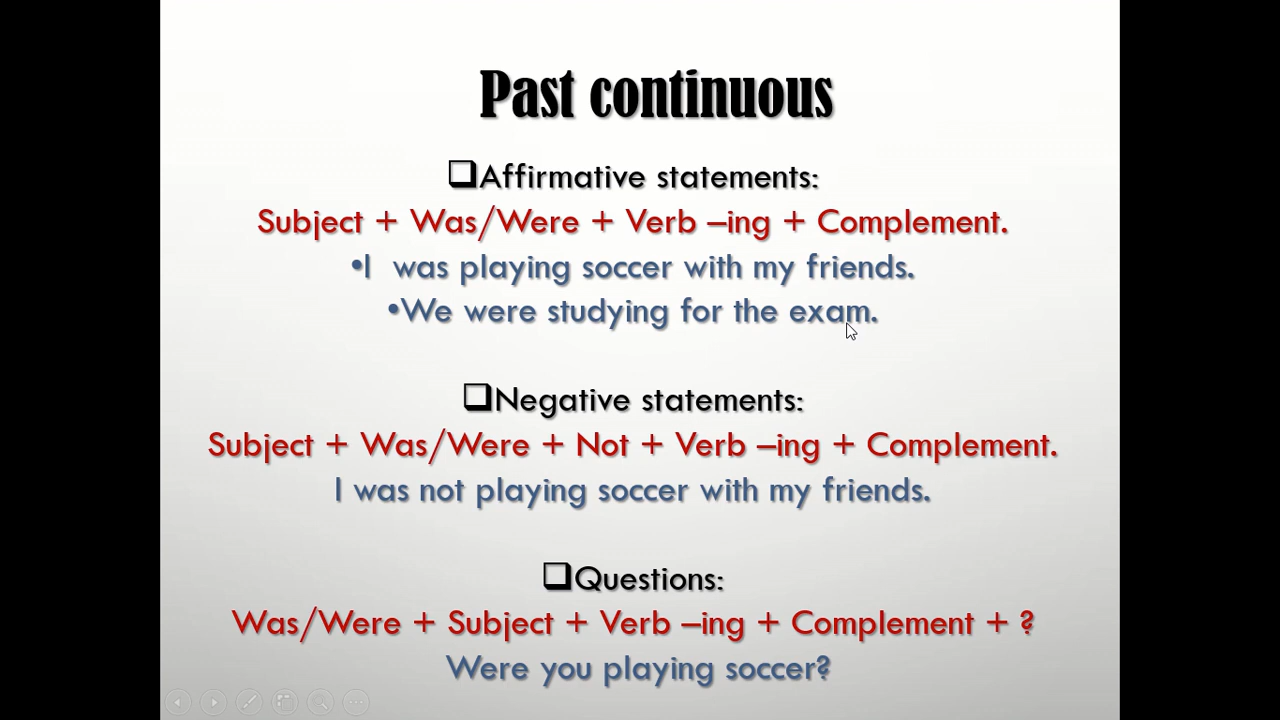 Past continuous
❑Affirmative statements:
Subject + Was/Were + Verb –ing + Complement.
•I  was playing soccer with my friends.
•We were studying for the exam.
❑Negative statements:
Subject + Was/Were + Not + Verb –ing + Complement.
I was not playing soccer with my friends.
❑Questions:
Was/Were + Subject + Verb –ing + Complement + ?
Were you playing soccer?